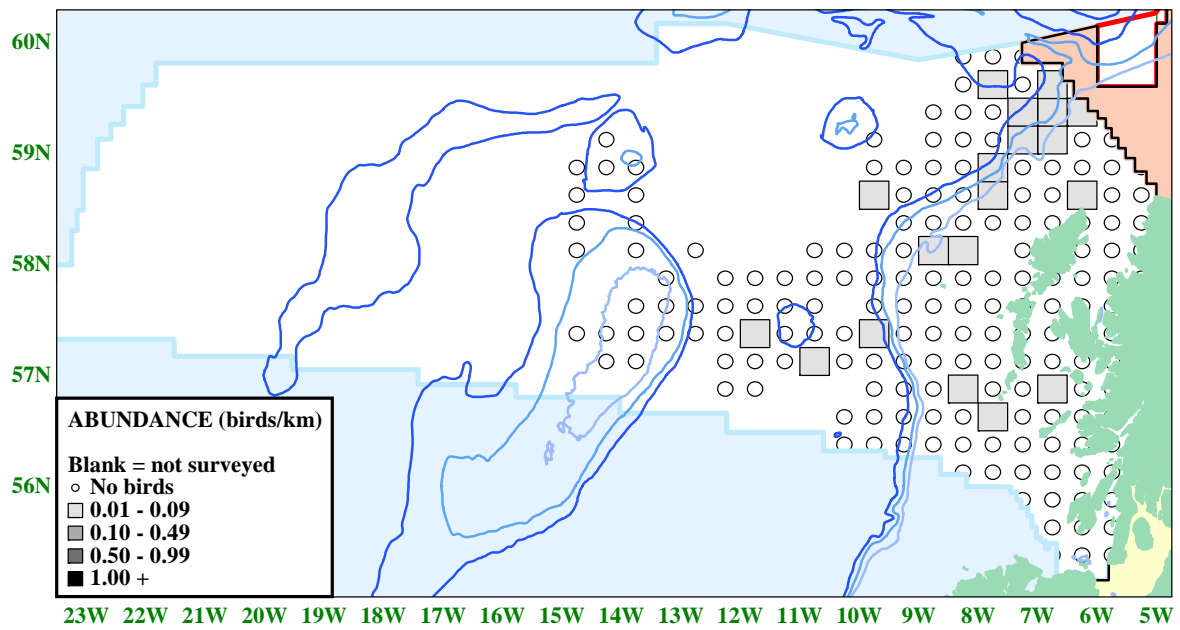 60N
59N
58N
57N
56N
ABUNDANCE (birds/km)
Blank = not surveyed
No birds
0.01 - 0.09
0.10 - 0.49
0.50 - 0.99
1.00 +
23W 22W 21W 20W 19W 18W 17W 16W 15W 14W 13W 12W 11W 10W 9W 8W 7W 6W 5W